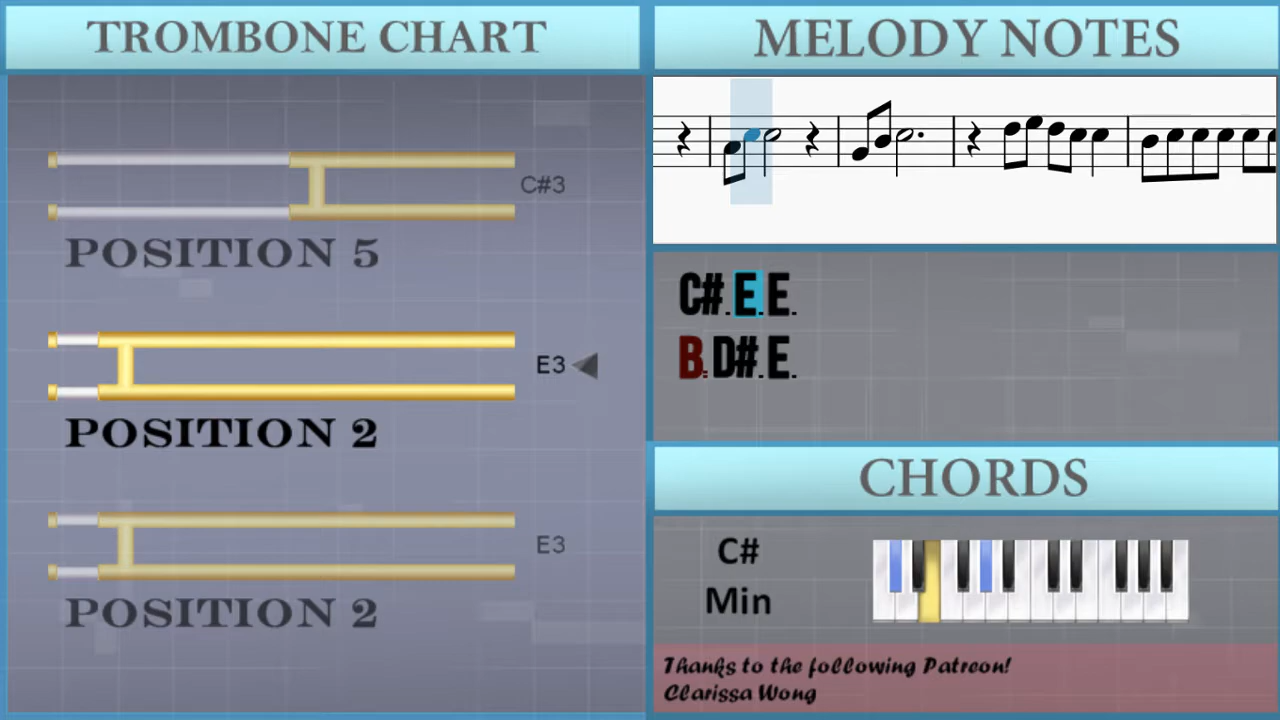 TROMBONE CHART
C#3
POSITION 5
E3
POSITION 2
E3
POSITION 2
MELODY NOTES
C#.E.E.
B:D#.E.
CHORDS
C#
Min
Thanks to the following Patreon!
Clarissa Wong